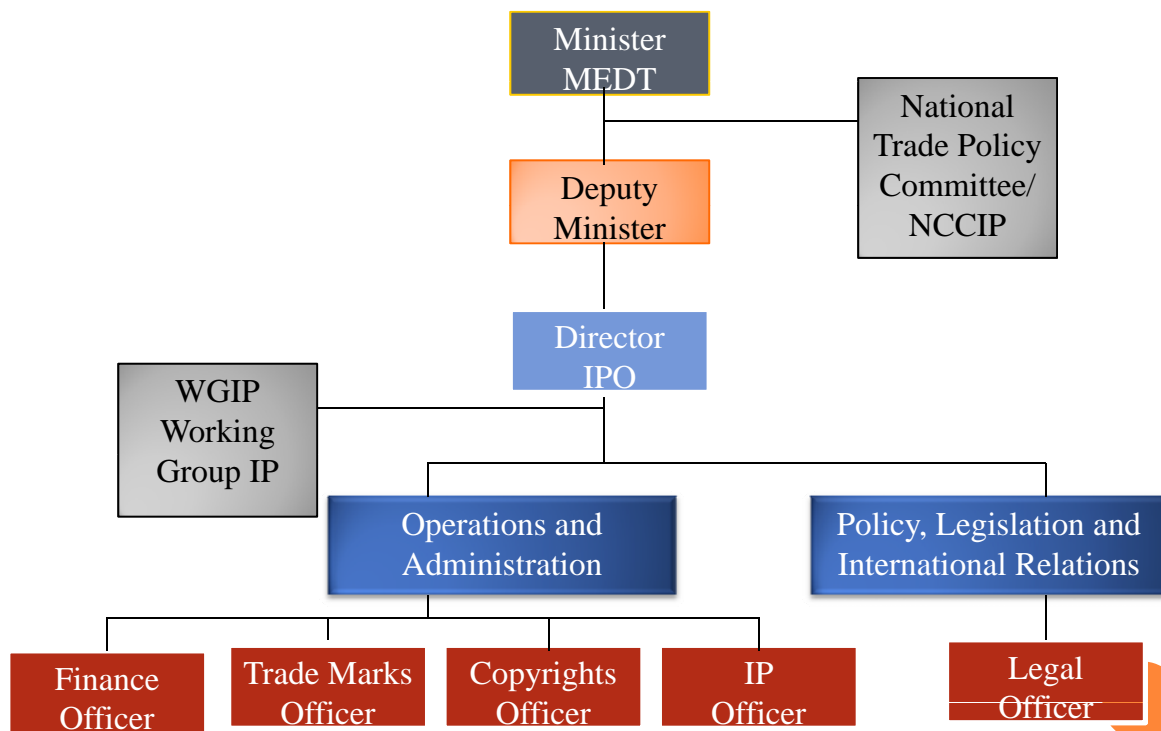 Minister
MEDT
National
Trade Policy
Committee/
NCCIP
Deputy
Minister
Director
IPO
WGIP
Working
Group IP
Operations and
Administration
Policy, Legislation and
International Relations
Finance
Officer
Trade Marks
Officer
Copyrights
Officer
IP
Officer
Legal
Officer